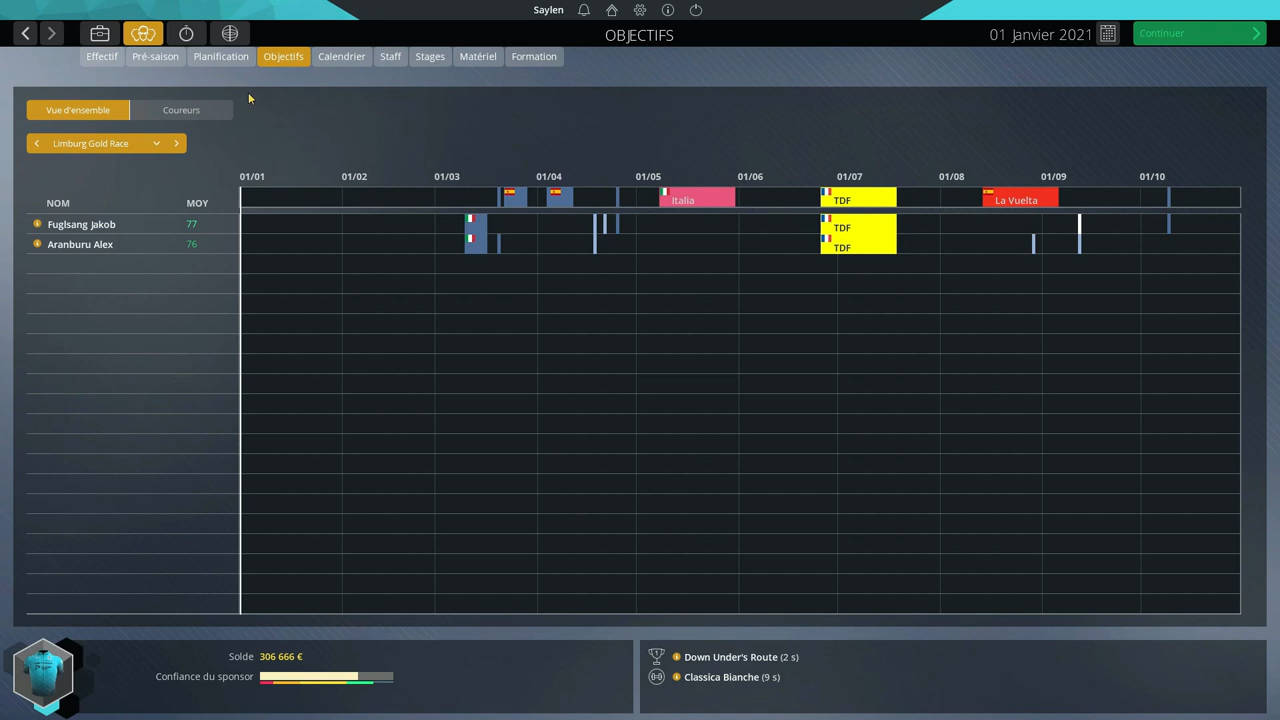 Saylen
OBJECTIFS
01 Janvier 2021
Continuer
Effectif
Pré-saison
Planification
Objectifs
Calendrier
Staff
Stages
Matériel
Formation
Vue d'ensemble
Coureurs
Limburg Gold Race
01/01 01/02 01/03 01/04 01/05 01/06 01/07 01/08 01/09 01/10
NOM MOY
Italia
TDF
La Vuelta
Fuglsang Jakob 77
TDF
Aranburu Alex 76
TDF
Solde 306 666 €
Confiance du sponsor
Down Under's Route (2 s)
Classica Bianche (9 s)